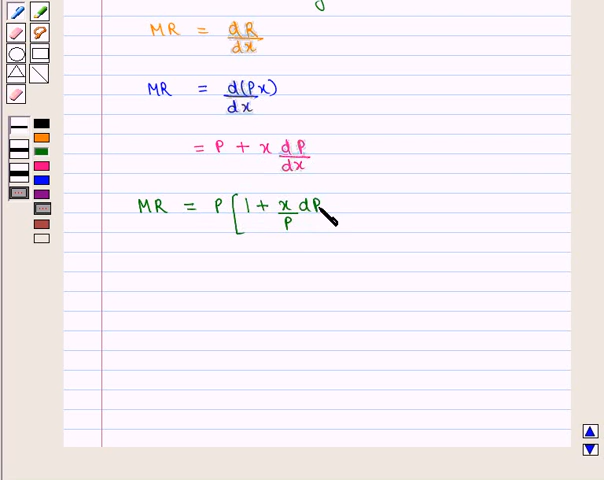 MR = dR/dx
MR = d(Px)/dx
= P + x dP/dx
MR = P [ 1 + x/P dP